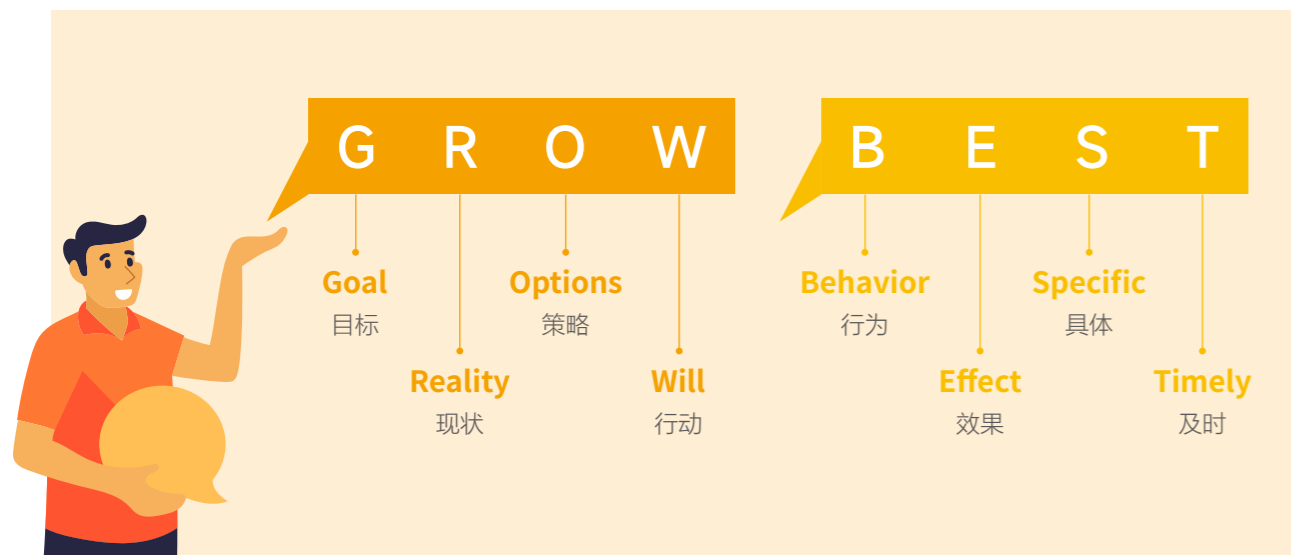 G R O W
B E S T
Goal
目标
Options
策略
Behavior
行为
Specific
具体
Reality
现状
Will
行动
Effect
效果
Timely
及时